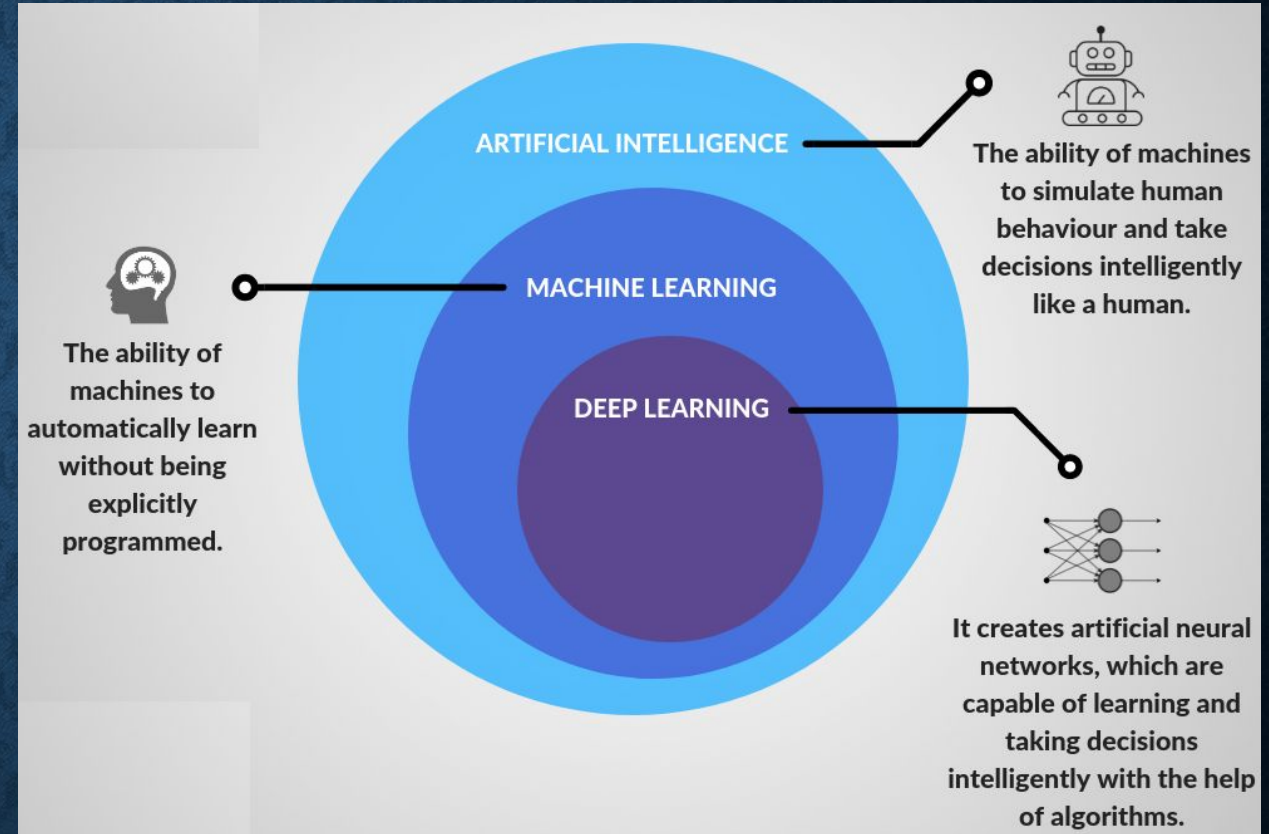 ARTIFICIAL INTELLIGENCE
The ability of machines
to simulate human
behaviour and take
decisions intelligently
like a human.
MACHINE LEARNING
The ability of
machines to
automatically learn
without being
explicitly
programmed.
DEEP LEARNING
It creates artificial neural
networks, which are
capable of learning and
taking decisions
intelligently with the help
of algorithms.